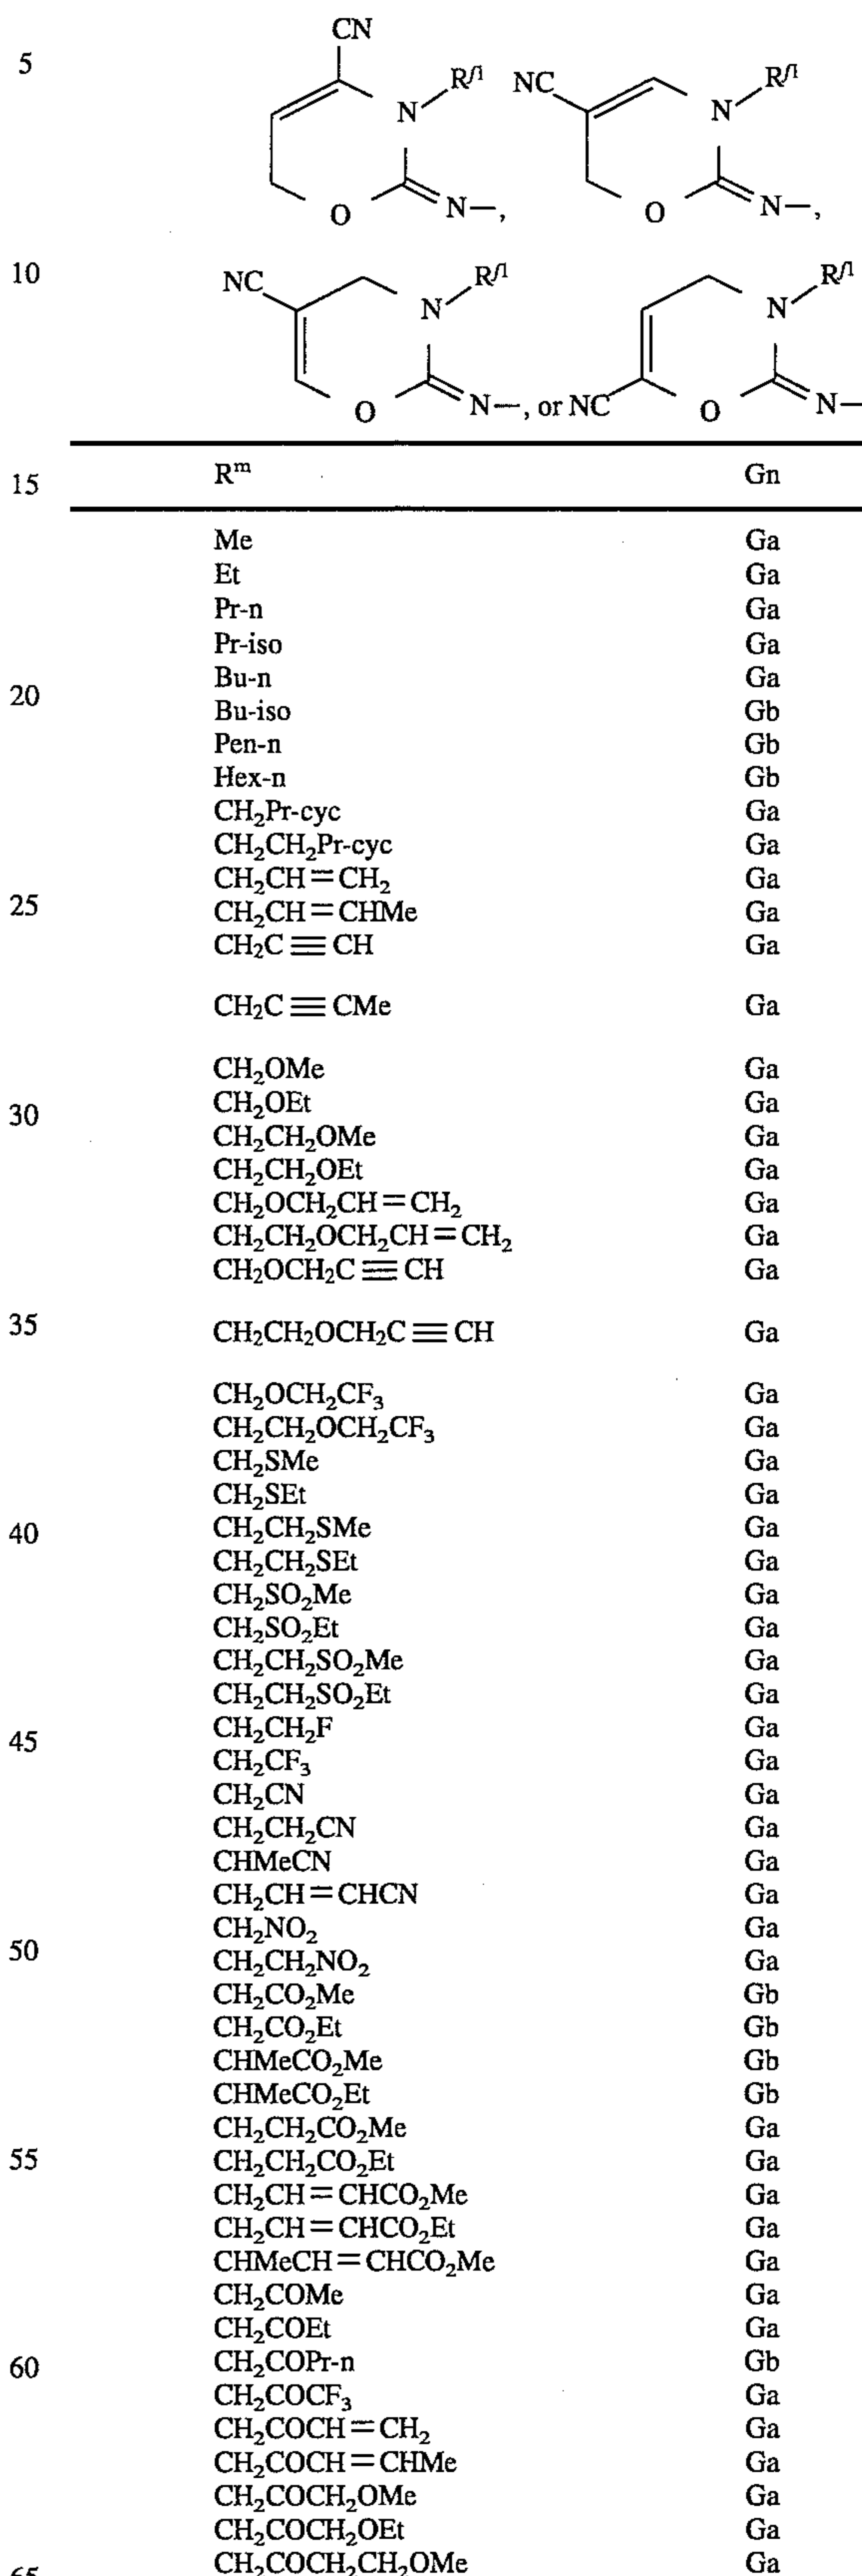 CN
5
R^f1 NC R^f1
N N
O N—, O N—,
10
NC R^f1 R^f1
N N
O N—, or NC O N—
15 R^m Gn
Me Ga
Et Ga
Pr-n Ga
Pr-iso Ga
Bu-n Ga
20
Bu-iso Gb
Pen-n Gb
Hex-n Gb
CH₂Pr-cyc Ga
CH₂CH₂Pr-cyc Ga
CH₂CH=CH₂ Ga
25
CH₂CH=CHMe Ga
CH₂C≡CH Ga
CH₂C≡CMe Ga
CH₂OMe Ga
CH₂OEt Ga
30
CH₂CH₂OMe Ga
CH₂CH₂OEt Ga
CH₂OCH₂CH=CH₂ Ga
CH₂CH₂OCH₂CH=CH₂ Ga
CH₂OCH₂C≡CH Ga
35 CH₂CH₂OCH₂C≡CH Ga
CH₂OCH₂CF₃ Ga
CH₂CH₂OCH₂CF₃ Ga
CH₂SMe Ga
CH₂SEt Ga
40 CH₂CH₂SMe Ga
CH₂CH₂SEt Ga
CH₂SO₂Me Ga
CH₂SO₂Et Ga
CH₂CH₂SO₂Me Ga
CH₂CH₂SO₂Et Ga
CH₂CH₂F Ga
45
CH₂CF₃ Ga
CH₂CN Ga
CH₂CH₂CN Ga
CHMeCN Ga
CH₂CH=CHCN Ga
CH₂NO₂ Ga
50
CH₂CH₂NO₂ Ga
CH₂CO₂Me Gb
CH₂CO₂Et Gb
CHMeCO₂Me Gb
CHMeCO₂Et Gb
CH₂CH₂CO₂Me Ga
55 CH₂CH₂CO₂Et Ga
CH₂CH=CHCO₂Me Ga
CH₂CH=CHCO₂Et Ga
CHMeCH=CHCO₂Me Ga
CH₂COMe Ga
CH₂COEt Ga
60 CH₂COPr-n Gb
CH₂COCF₃ Ga
CH₂COCH=CH₂ Ga
CH₂COCH=CHMe Ga
CH₂COCH₂OMe Ga
CH₂COCH₂OEt Ga
65 CH₂COCH₂CH₂OMe Ga